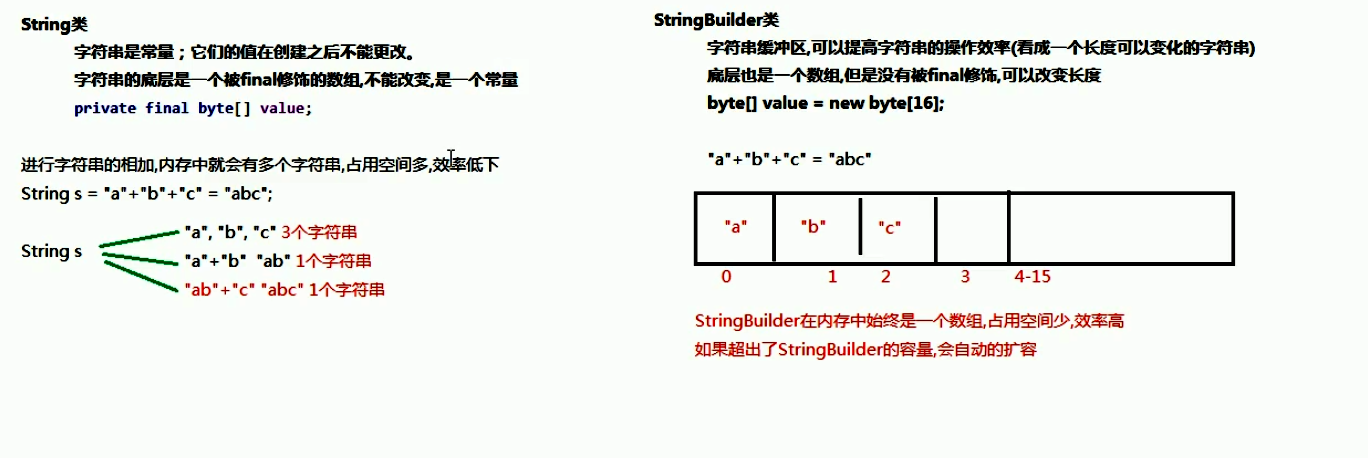 String类
字符串是常量；它们的值在创建之后不能更改。
字符串的底层是一个被final修饰的数组,不能改变,是一个常量
private final byte[] value;
进行字符串的相加,内存中就会有多个字符串,占用空间多,效率低下
String s = "a"+"b"+"c" = "abc";
String s
"a", "b", "c" 3个字符串
"a"+"b" "ab" 1个字符串
"ab"+"c" "abc" 1个字符串
StringBuilder类
字符串缓冲区,可以提高字符串的操作效率(看成一个长度可以变化的字符串)
底层也是一个数组,但是没有被final修饰,可以改变长度
byte[] value = new byte[16];
"a"+"b"+"c" = "abc"
"a" "b" "c"
0 1 2 3 4-15
StringBuilder在内存中始终是一个数组,占用空间少,效率高
如果超出了StringBuilder的容量,会自动的扩容